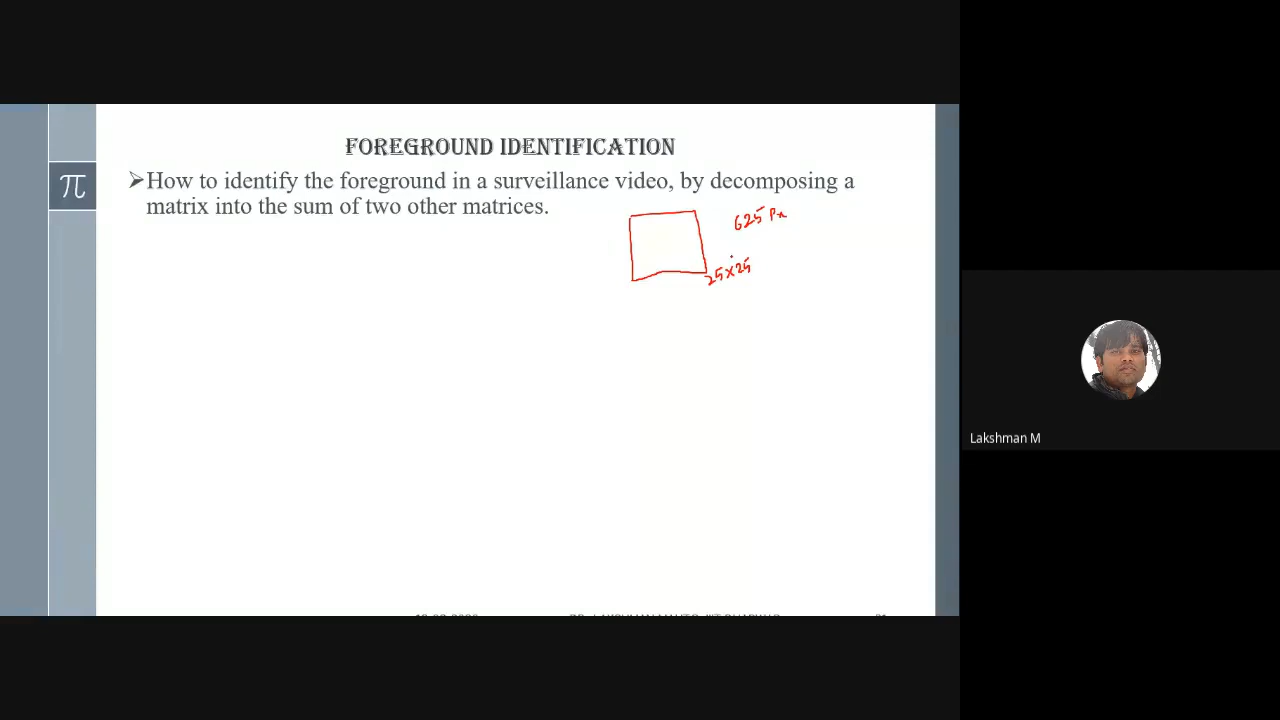 FOREGROUND IDENTIFICATION
π
➢How to identify the foreground in a surveillance video, by decomposing a
matrix into the sum of two other matrices.
625 Px
25x25
Lakshman M